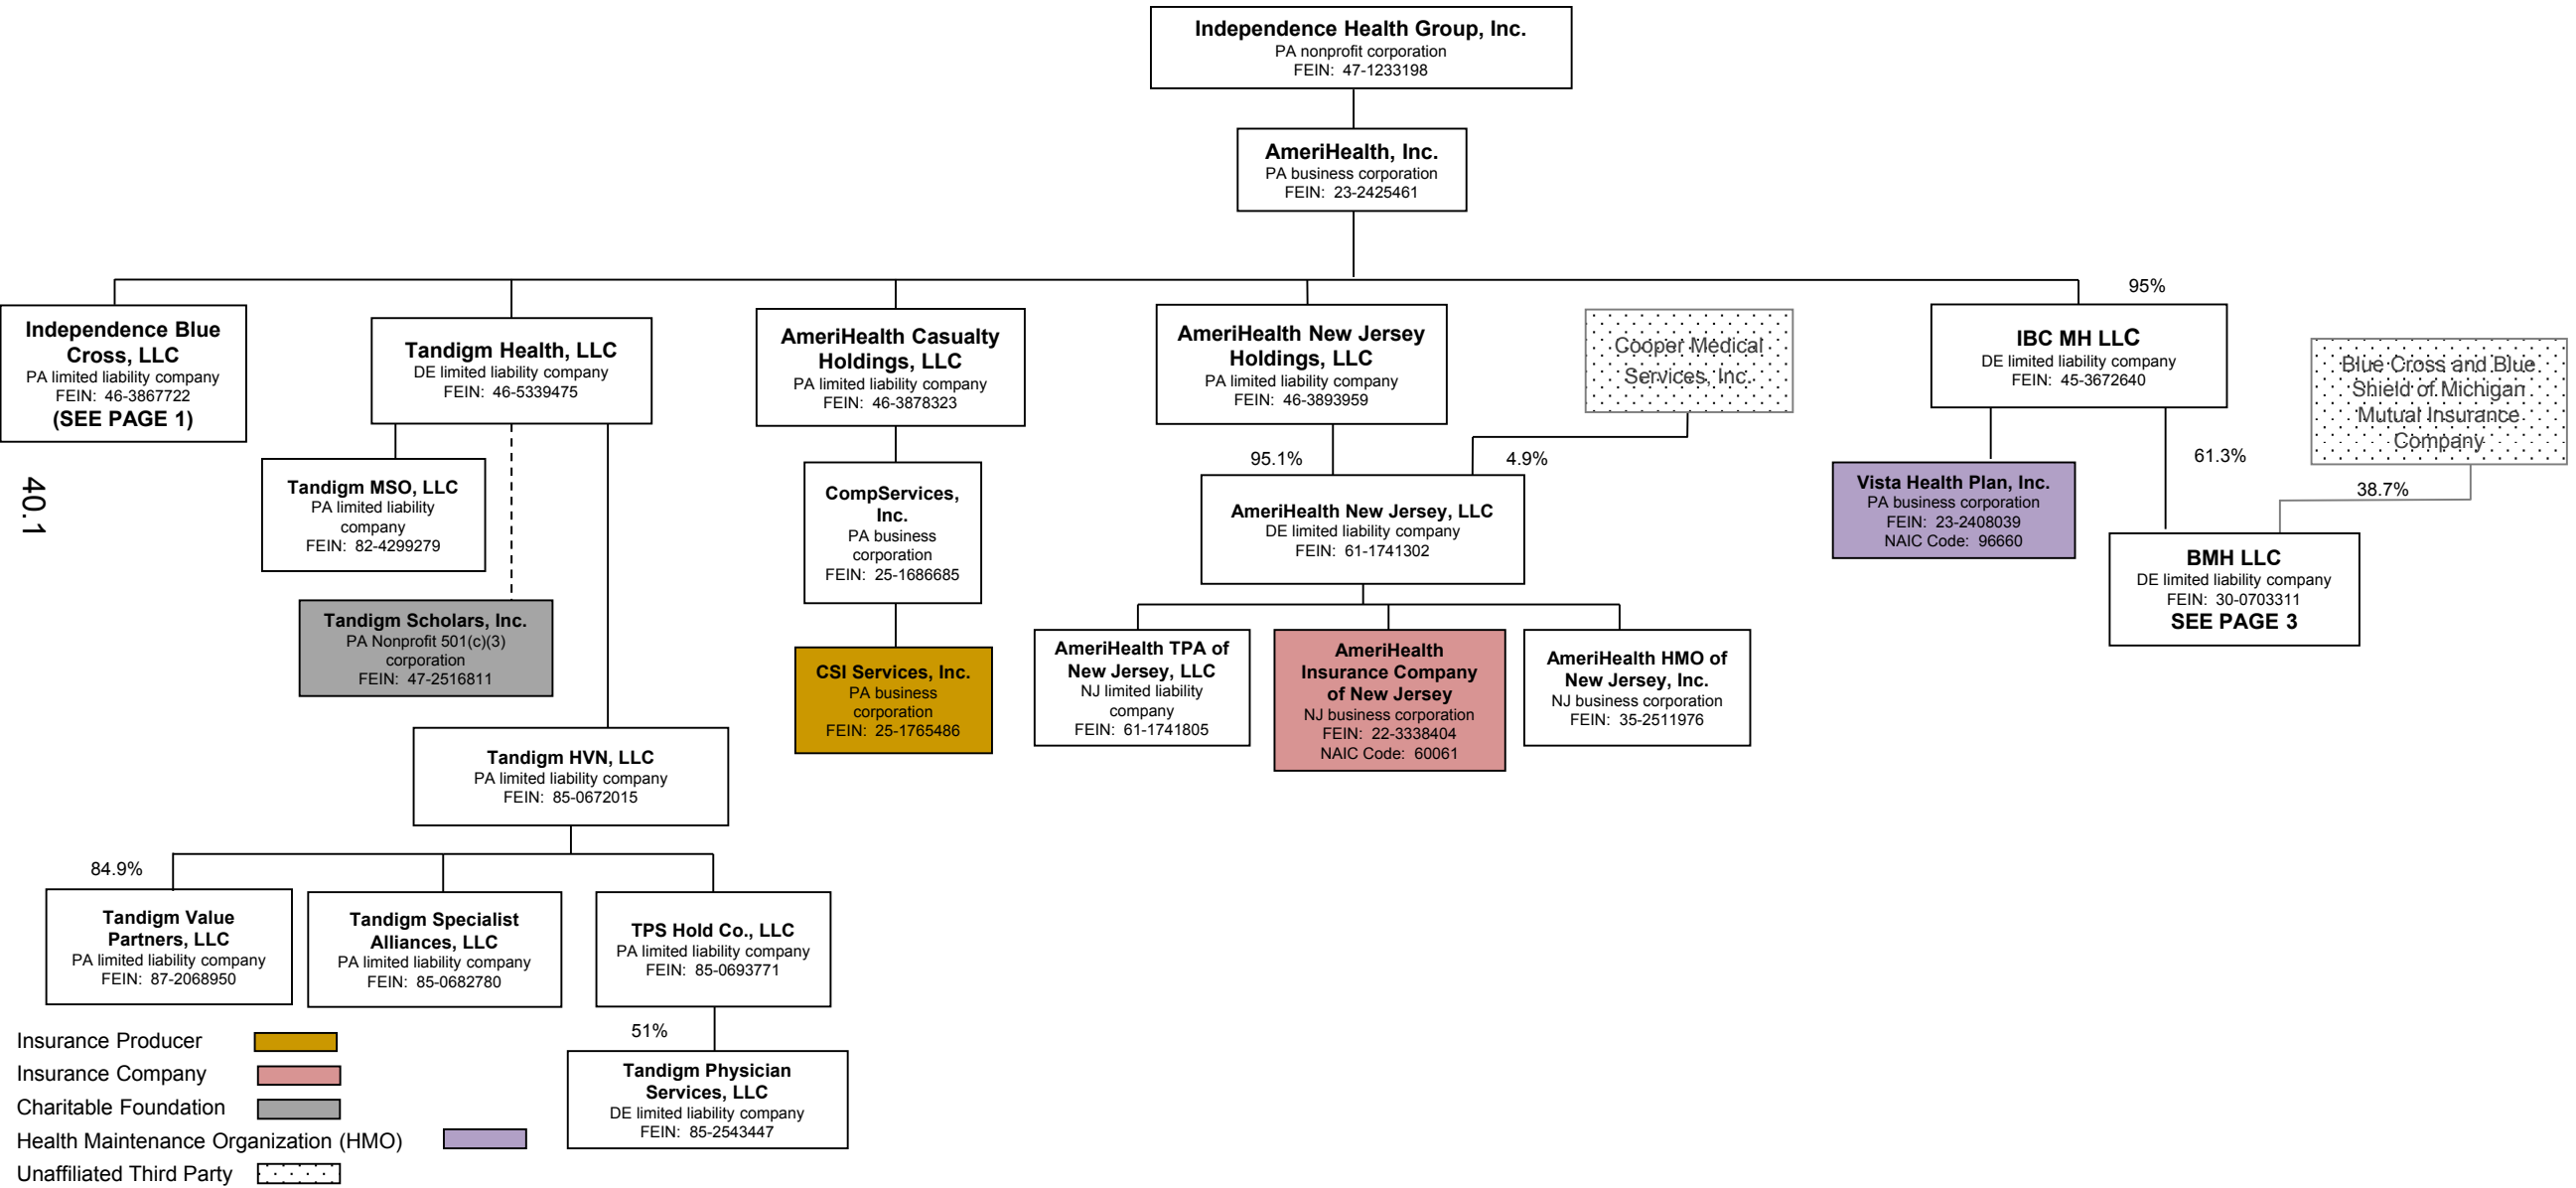 Independence Health Group, Inc.
PA nonprofit corporation
FEIN: 47-1233198
AmeriHealth, Inc.
PA business corporation
FEIN: 23-2425461
95%
Independence Blue
Cross, LLC
PA limited liability company
FEIN: 46-3867722
(SEE PAGE 1)
Tandigm Health, LLC
DE limited liability company
FEIN: 46-5339475
AmeriHealth Casualty
Holdings, LLC
PA limited liability company
FEIN: 46-3878323
AmeriHealth New Jersey
Holdings, LLC
PA limited liability company
FEIN: 46-3893959
Cooper Medical
Services, Inc.
IBC MH LLC
DE limited liability company
FEIN: 45-3672640
Blue Cross and Blue
Shield of Michigan
Mutual Insurance
Company
40.1
Tandigm MSO, LLC
PA limited liability
company
FEIN: 82-4299279
CompServices,
Inc.
PA business
corporation
FEIN: 25-1686685
95.1%
4.9%
AmeriHealth New Jersey, LLC
DE limited liability company
FEIN: 61-1741302
Vista Health Plan, Inc.
PA business corporation
FEIN: 23-2408039
NAIC Code: 96660
61.3%
38.7%
BMH LLC
DE limited liability company
FEIN: 30-0703311
SEE PAGE 3
Tandigm Scholars, Inc.
PA Nonprofit 501(c)(3)
corporation
FEIN: 47-2516811
CSI Services, Inc.
PA business
corporation
FEIN: 25-1765486
AmeriHealth TPA of
New Jersey, LLC
NJ limited liability
company
FEIN: 61-1741805
AmeriHealth
Insurance Company
of New Jersey
NJ business corporation
FEIN: 22-3338404
NAIC Code: 60061
AmeriHealth HMO of
New Jersey, Inc.
NJ business corporation
FEIN: 35-2511976
Tandigm HVN, LLC
PA limited liability company
FEIN: 85-0672015
84.9%
Tandigm Value
Partners, LLC
PA limited liability company
FEIN: 87-2068950
Tandigm Specialist
Alliances, LLC
PA limited liability company
FEIN: 85-0682780
TPS Hold Co., LLC
PA limited liability company
FEIN: 85-0693771
51%
Tandigm Physician
Services, LLC
DE limited liability company
FEIN: 85-2543447
Insurance Producer
Insurance Company
Charitable Foundation
Health Maintenance Organization (HMO)
Unaffiliated Third Party